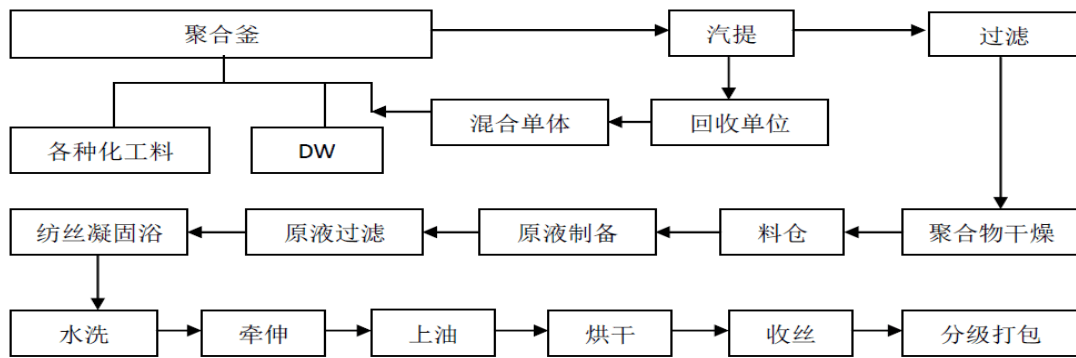 聚合釜
汽提
过滤
混合单体
回收单位
各种化工料
DW
纺丝凝固浴
原液过滤
原液制备
料仓
聚合物干燥
水洗
牵伸
上油
烘干
收丝
分级打包